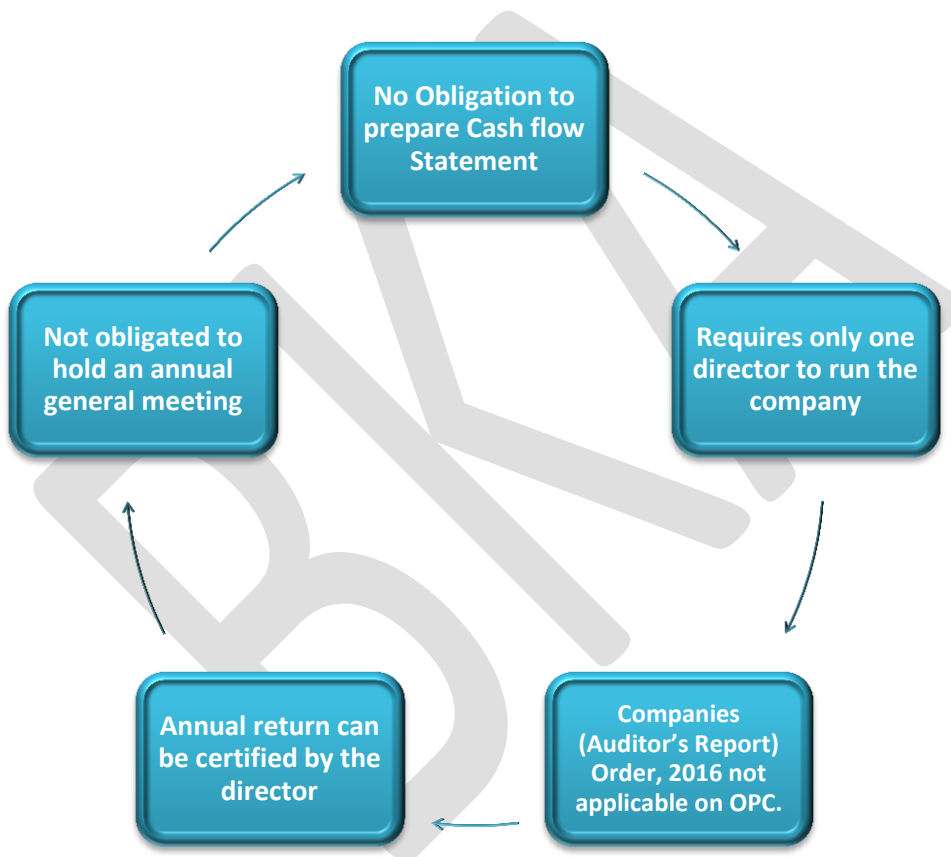 No Obligation to
prepare Cash flow
Statement
Requires only one
director to run the
company
Companies
(Auditor’s Report)
Order, 2016 not
applicable on OPC.
Annual return can
be certified by the
director
Not obligated to
hold an annual
general meeting
BKA